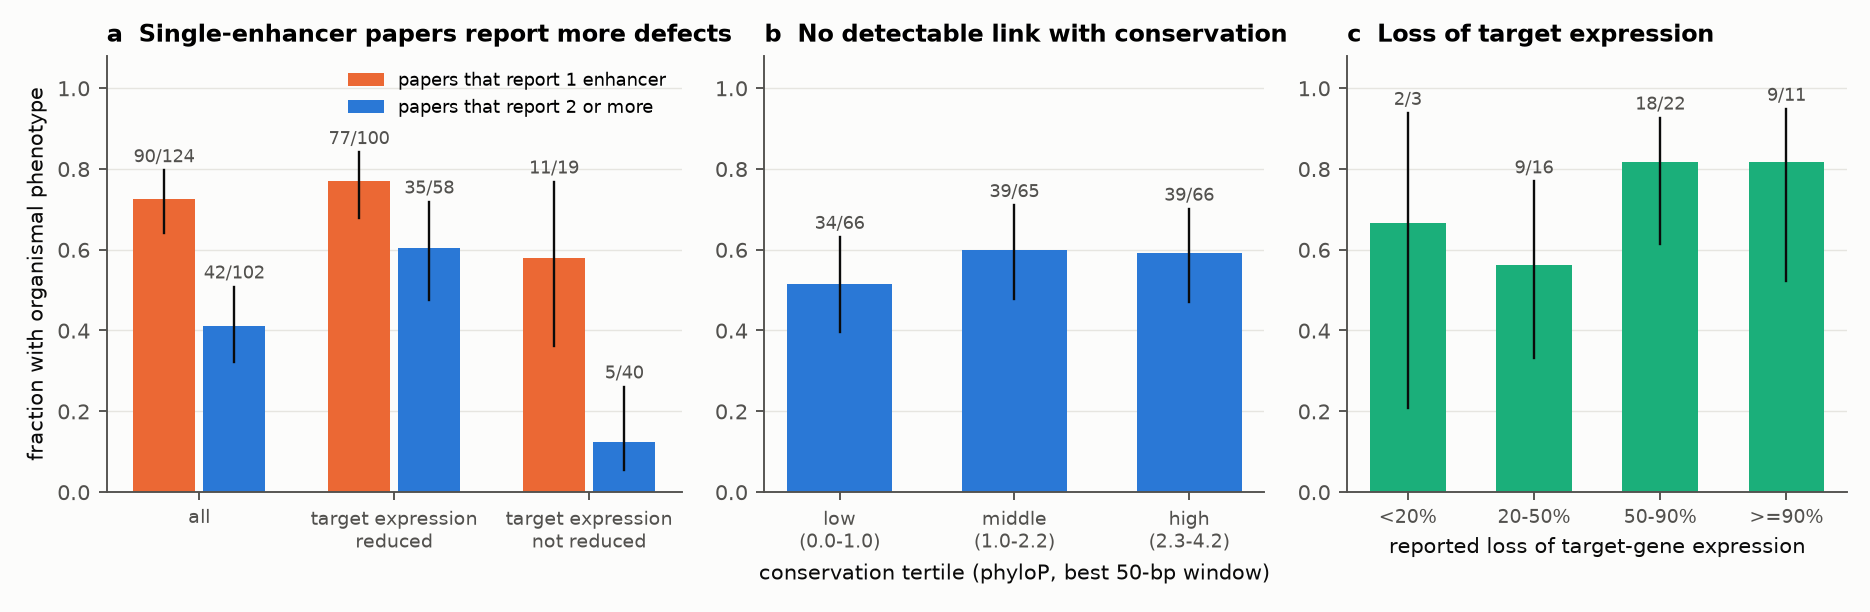 a  Single-enhancer papers report more defects
papers that report 1 enhancer
papers that report 2 or more
fraction with organismal phenotype
1.0
0.8
0.6
0.4
0.2
0.0
90/124
42/102
77/100
35/58
11/19
5/40
all
target expression
reduced
target expression
not reduced
b  No detectable link with conservation
1.0
0.8
0.6
0.4
0.2
0.0
34/66
39/65
39/66
low
(0.0-1.0)
middle
(1.0-2.2)
high
(2.3-4.2)
conservation tertile (phyloP, best 50-bp window)
c  Loss of target expression
1.0
0.8
0.6
0.4
0.2
0.0
2/3
9/16
18/22
9/11
<20%
20-50%
50-90%
>=90%
reported loss of target-gene expression